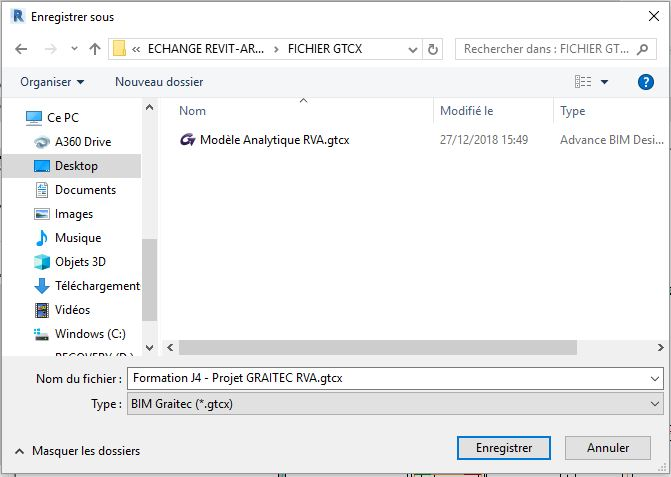 Enregistrer sous
« ECHANGE REVIT-AR... > FICHIER GTCX
Rechercher dans : FICHIER GT...
Organiser
Nouveau dossier
Ce PC
A360 Drive
Desktop
Documents
Images
Musique
Objets 3D
Téléchargement
Vidéos
Windows (C:)
RECOVERY (D:)
Nom Modifié le Type
Modèle Analytique RVA.gtcx 27/12/2018 15:49 Advance BIM Desi...
Nom du fichier : Formation J4 - Projet GRAITEC RVA.gtcx
Type : BIM Graitec (*.gtcx)
Masquer les dossiers
Enregistrer
Annuler